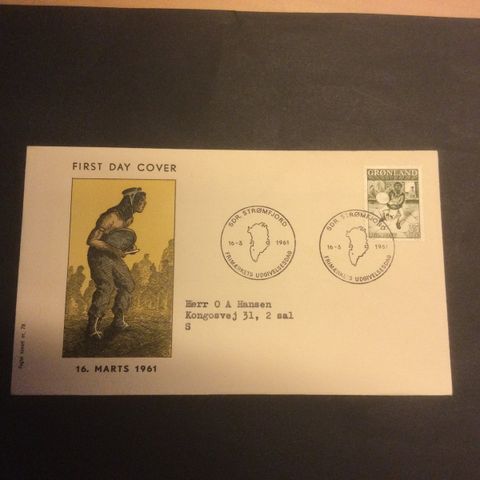 FIRST DAY COVER
GRØNLAND
SDR. STRØMFJORD
16-3 1961
FRIMÆRKETS UDGIVELSESDAG
SDR. STRØMFJORD
16-3 1961
FRIMÆRKETS UDGIVELSESDAG
Herr O A Hansen
Kongosvej 31, 2 sal
S
16. MARTS 1961